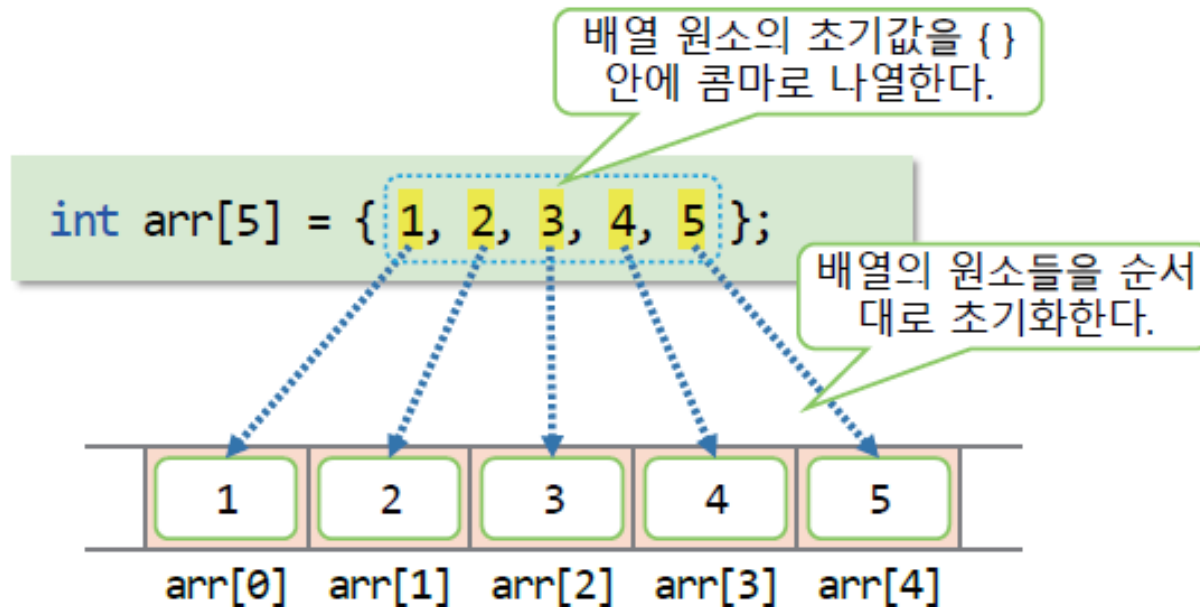 배열 원소의 초기값을 { }
안에 콤마로 나열한다.
int arr[5] = { 1, 2, 3, 4, 5 };
배열의 원소들을 순서
대로 초기화한다.
1 2 3 4 5
arr[0] arr[1] arr[2] arr[3] arr[4]